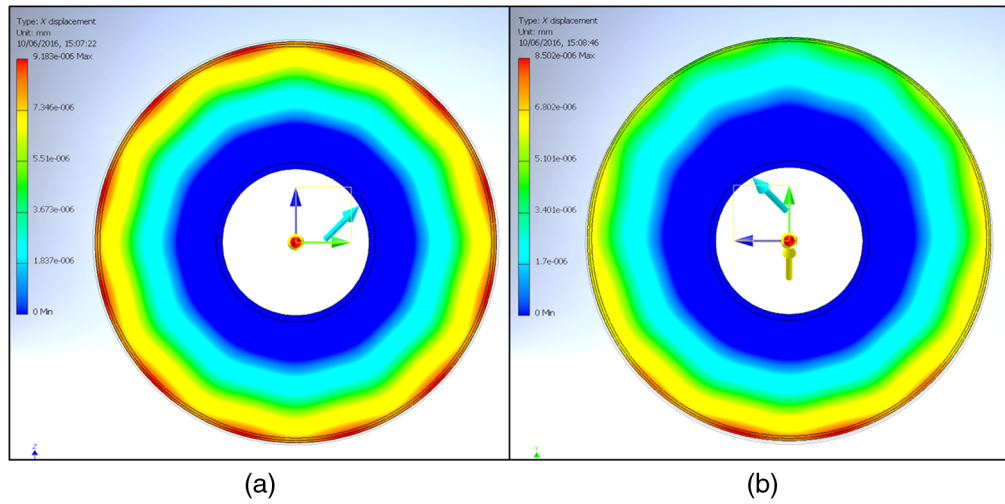 Type: X displacement
Unit: mm
10/06/2016, 15:07:22
9.183e-006 Max
7.346e-006
5.51e-006
3.673e-006
1.837e-006
0 Min
Z
(a)
Type: X displacement
Unit: mm
10/06/2016, 15:08:46
8.502e-006 Max
6.802e-006
5.101e-006
3.401e-006
1.7e-006
0 Min
Y
(b)